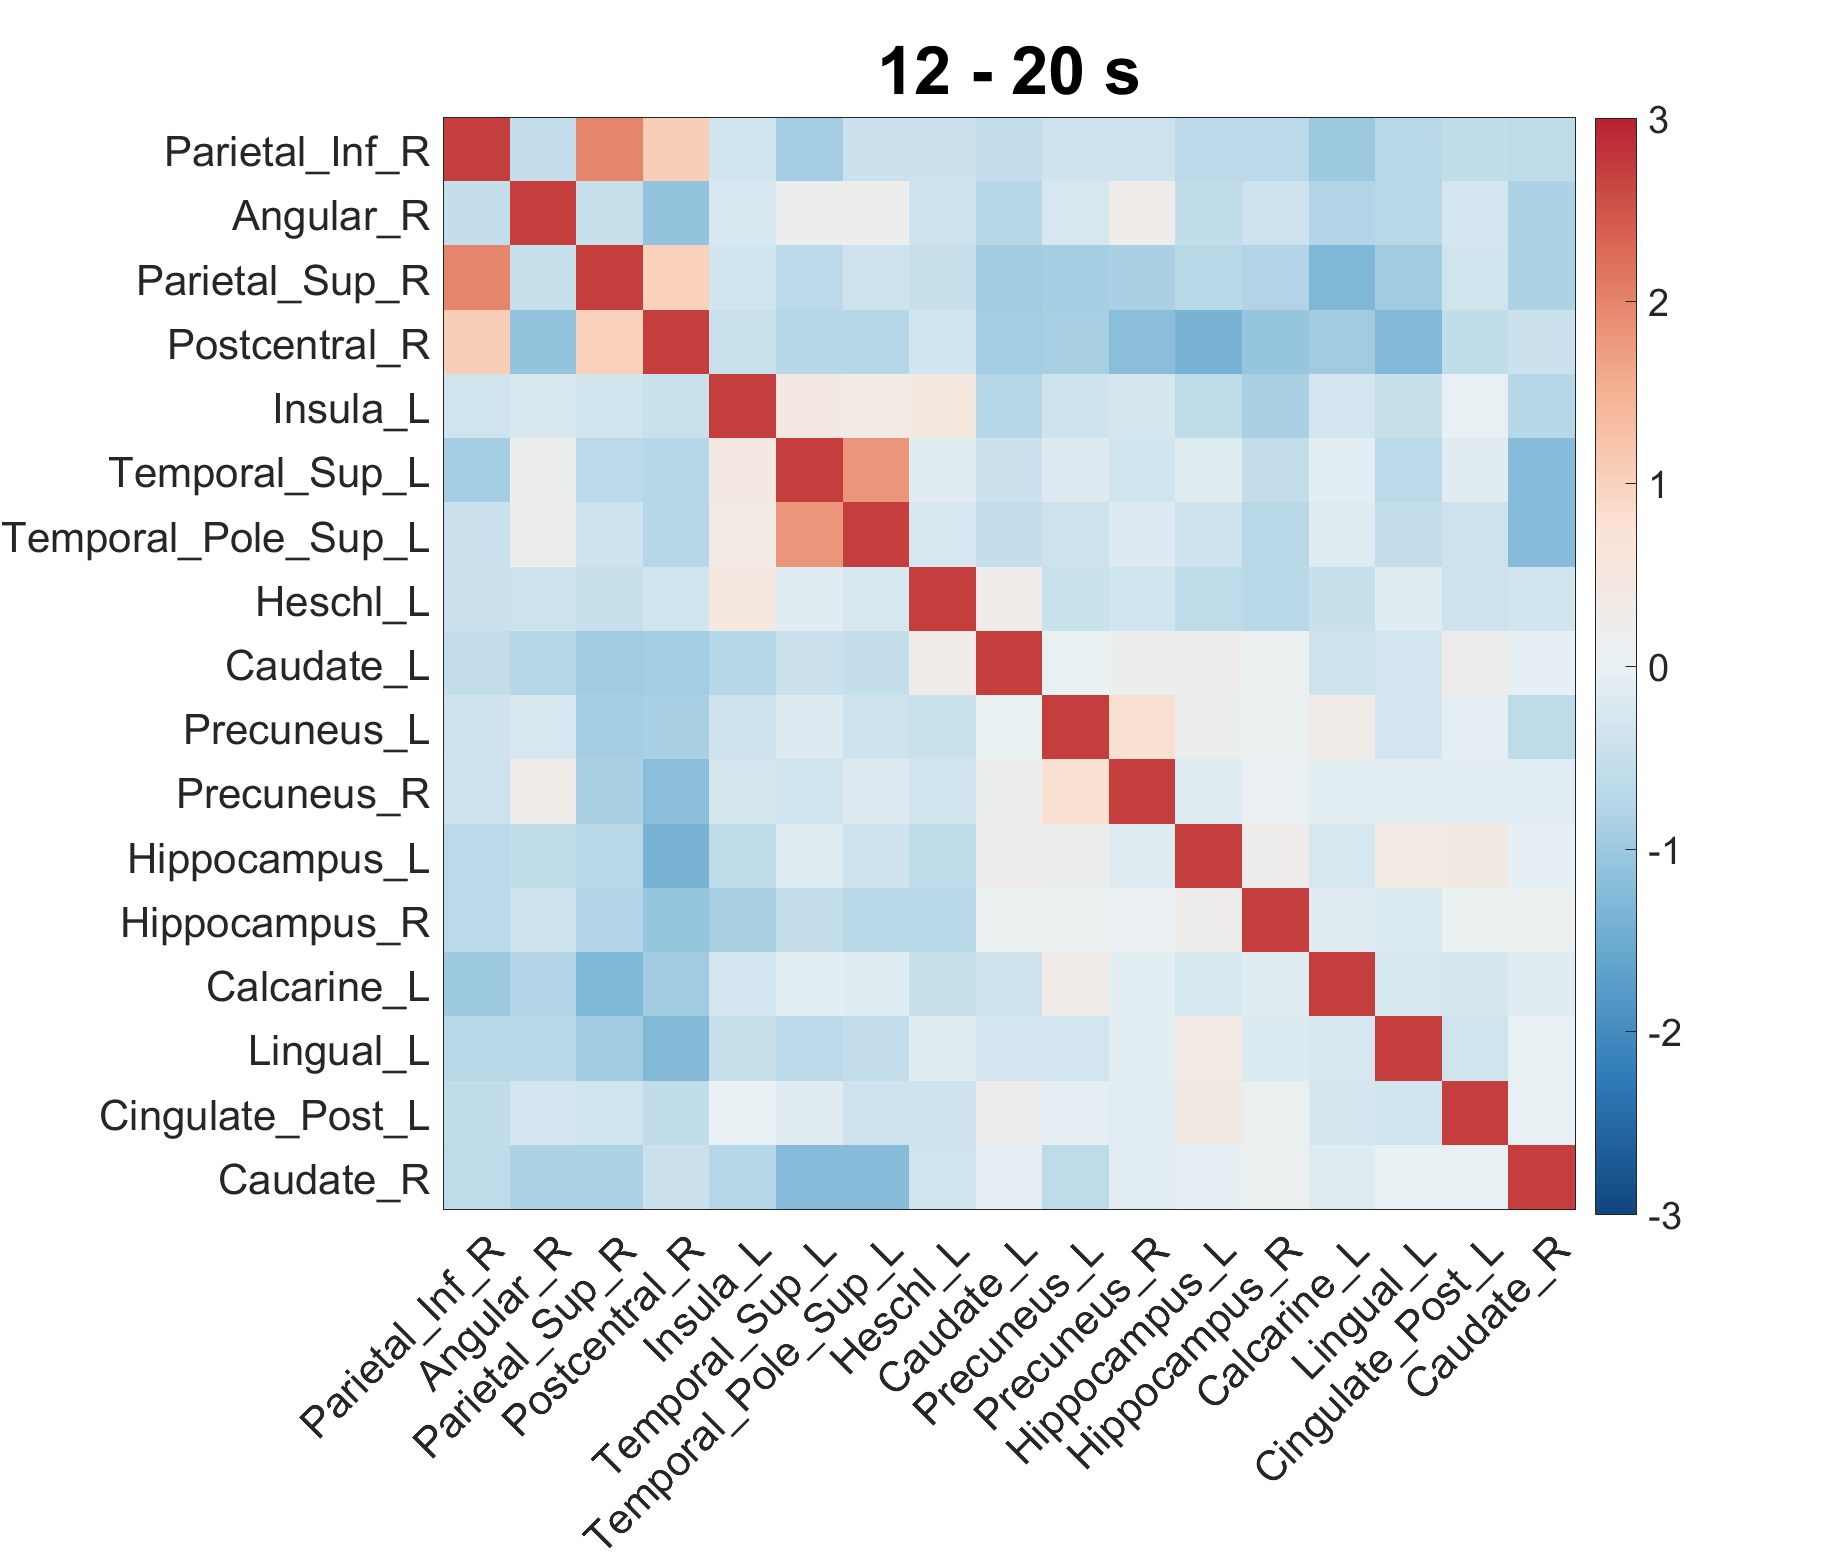 12 - 20 s
Parietal_Inf_R
Angular_R
Parietal_Sup_R
Postcentral_R
Insula_L
Temporal_Sup_L
Temporal_Pole_Sup_L
Heschl_L
Caudate_L
Precuneus_L
Precuneus_R
Hippocampus_L
Hippocampus_R
Calcarine_L
Lingual_L
Cingulate_Post_L
Caudate_R
3
2
1
0
-1
-2
-3
Parietal_Inf_R
Angular_R
Parietal_Sup_R
Postcentral_R
Insula_L
Temporal_Sup_L
Temporal_Pole_Sup_L
Heschl_L
Caudate_L
Precuneus_L
Precuneus_R
Hippocampus_L
Hippocampus_R
Calcarine_L
Lingual_L
Cingulate_Post_L
Caudate_R